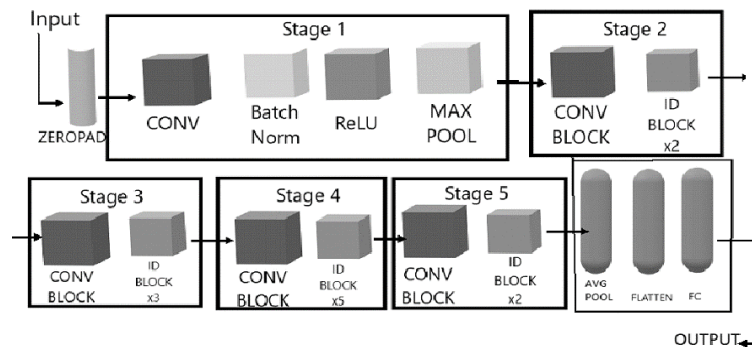 Input
ZEROPAD
Stage 1
CONV
Batch
Norm
ReLU
MAX
POOL
Stage 2
CONV
BLOCK
ID
BLOCK
x2
Stage 3
CONV
BLOCK
ID
BLOCK
x3
Stage 4
CONV
BLOCK
ID
BLOCK
x5
Stage 5
CONV
BLOCK
ID
BLOCK
x2
AVG
POOL
FLATTEN
FC
OUTPUT